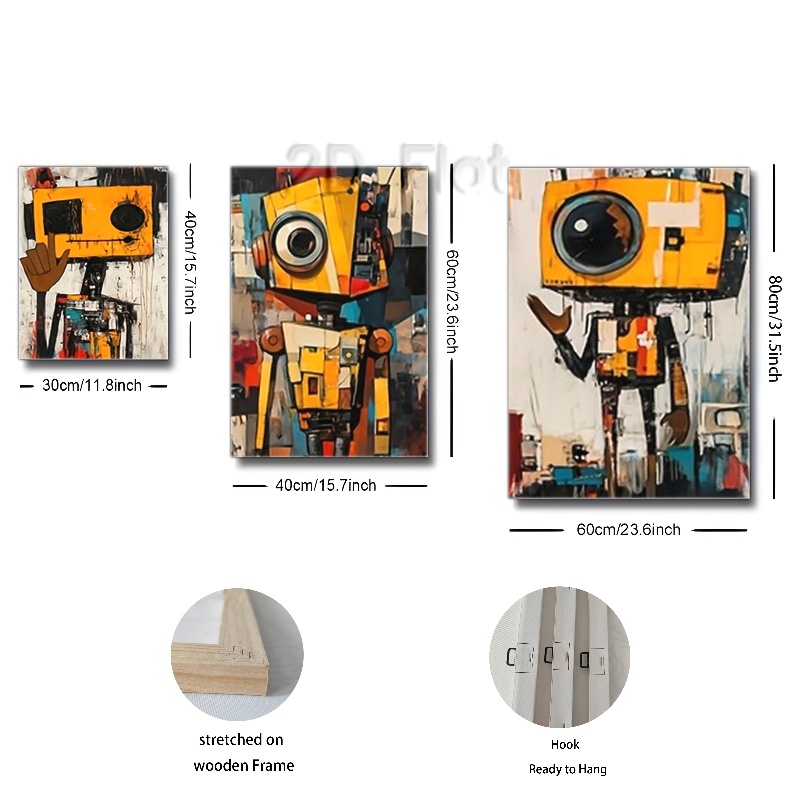 2D Flat
40cm/15.7inch
30cm/11.8inch
60cm/23.6inch
40cm/15.7inch
80cm/31.5inch
60cm/23.6inch
stretched on
wooden Frame
Hook
Ready to Hang